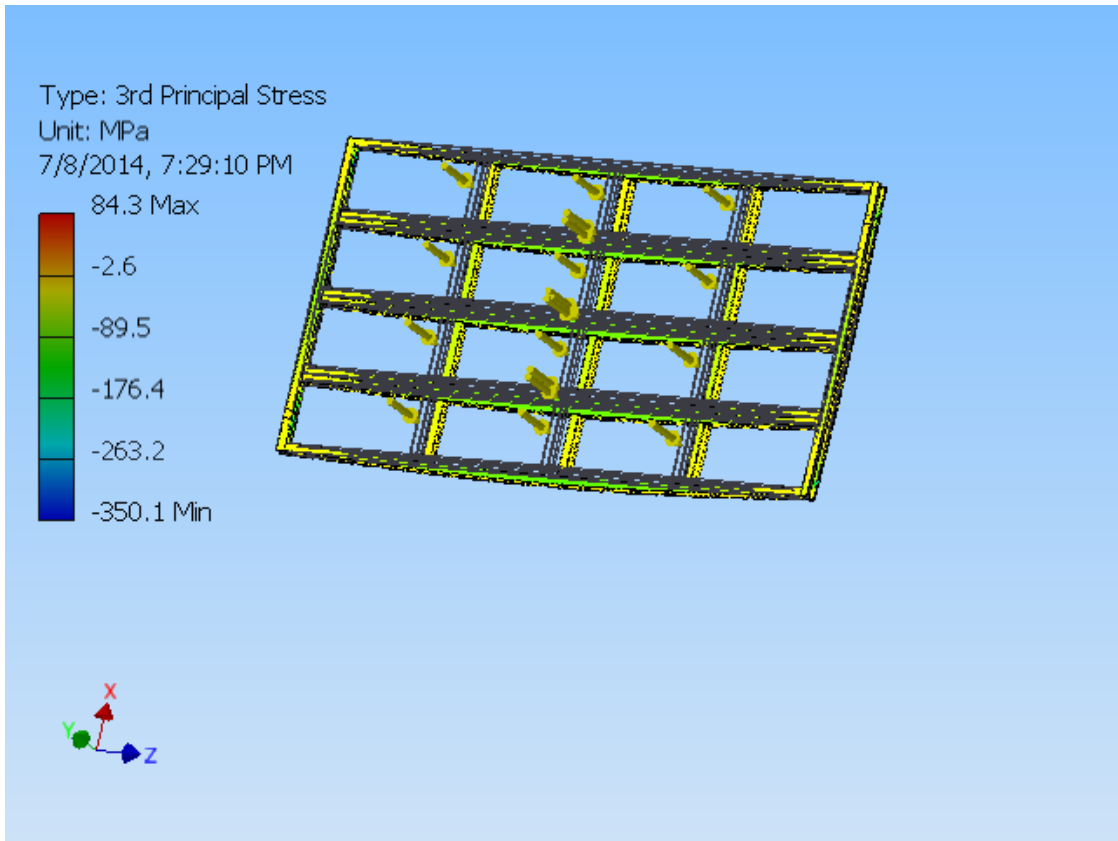 Type: 3rd Principal Stress
Unit: MPa
7/8/2014, 7:29:10 PM
84.3 Max
-2.6
-89.5
-176.4
-263.2
-350.1 Min
X
Y
Z